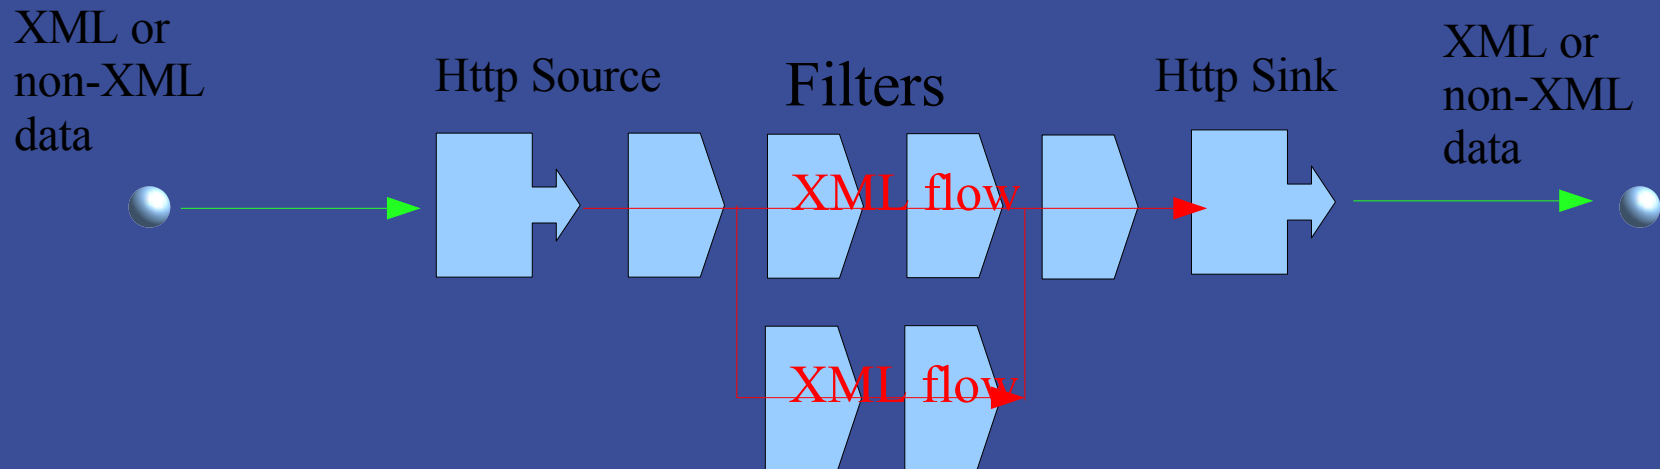 XML or
non-XML
data
Http Source
Filters
Http Sink
XML or
non-XML
data
XML flow
XML flow